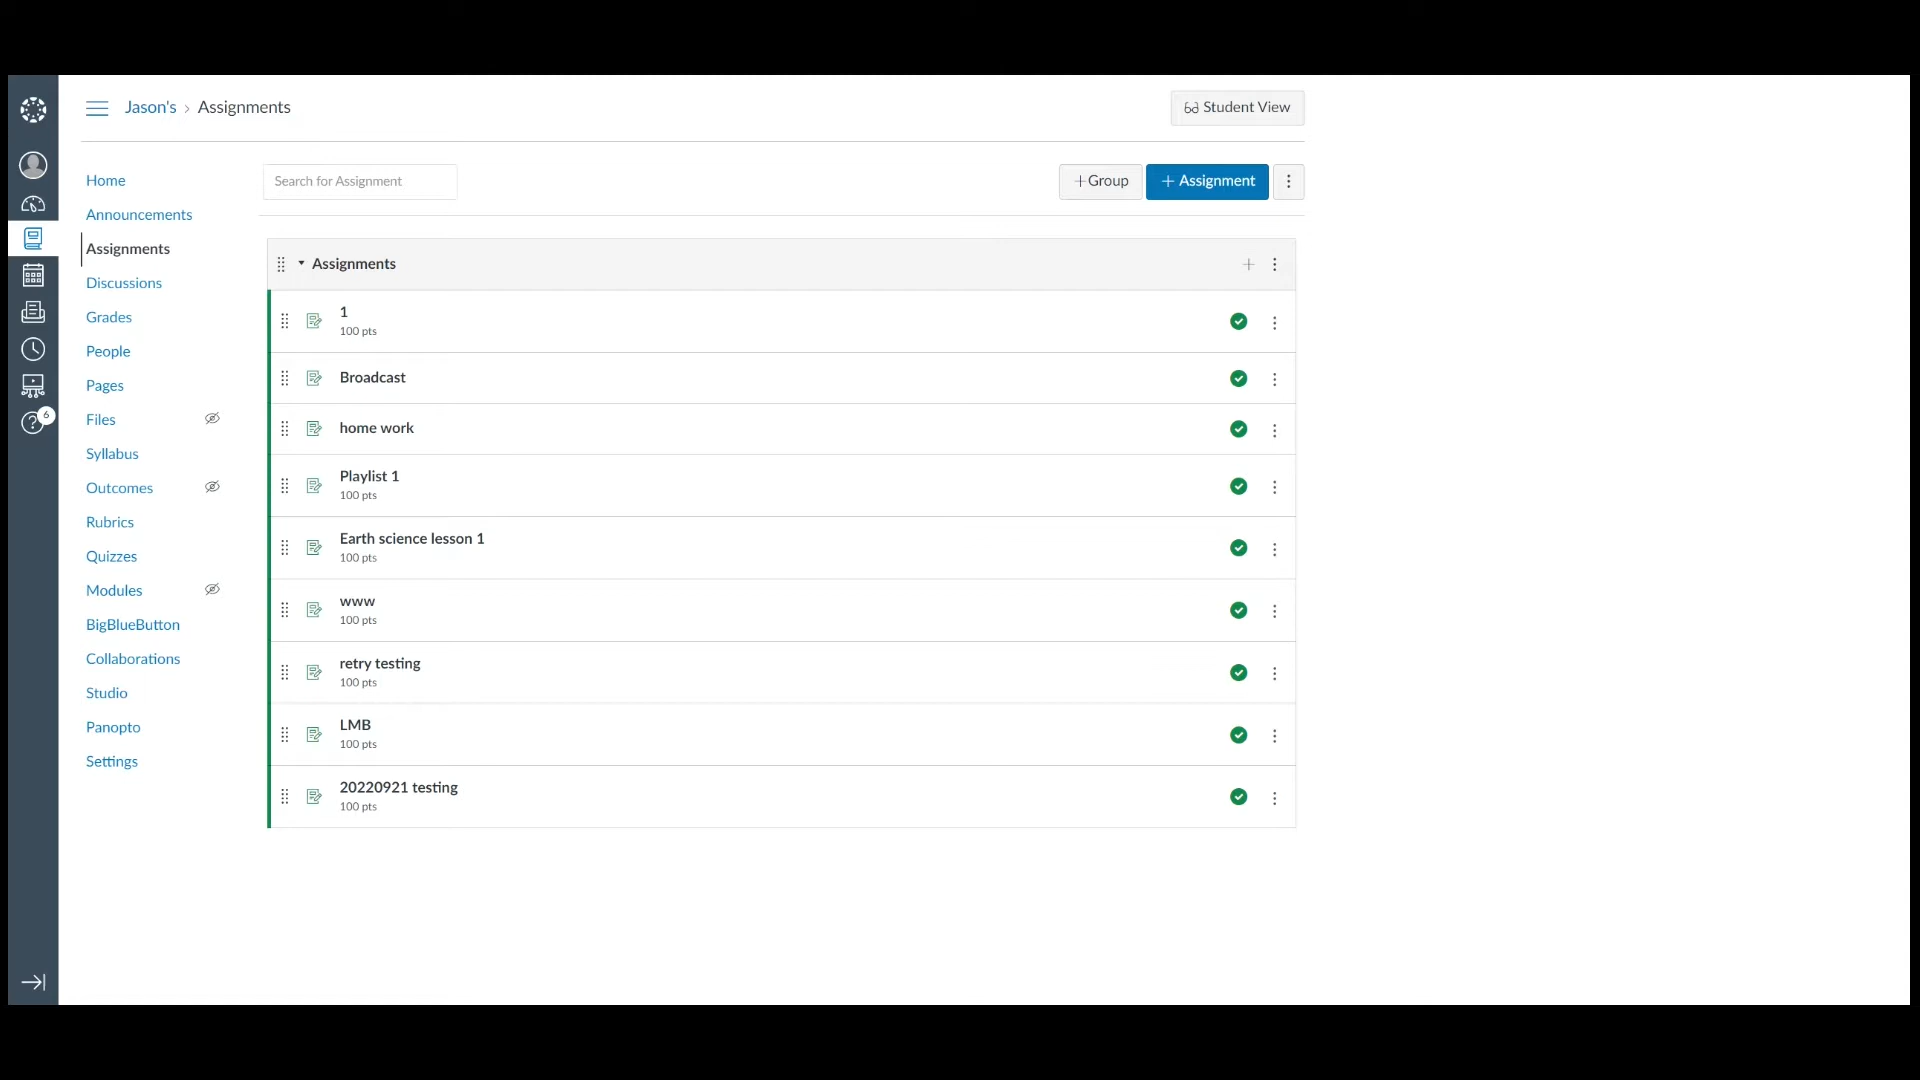 Jason's › Assignments
Student View
Home
Announcements
Assignments
Discussions
Grades
People
Pages
Files
Syllabus
Outcomes
Rubrics
Quizzes
Modules
BigBlueButton
Collaborations
Studio
Panopto
Settings
6
Search for Assignment
+Group
+ Assignment
Assignments
1
100 pts
Broadcast
home work
Playlist 1
100 pts
Earth science lesson 1
100 pts
www
100 pts
retry testing
100 pts
LMB
100 pts
20220921 testing
100 pts